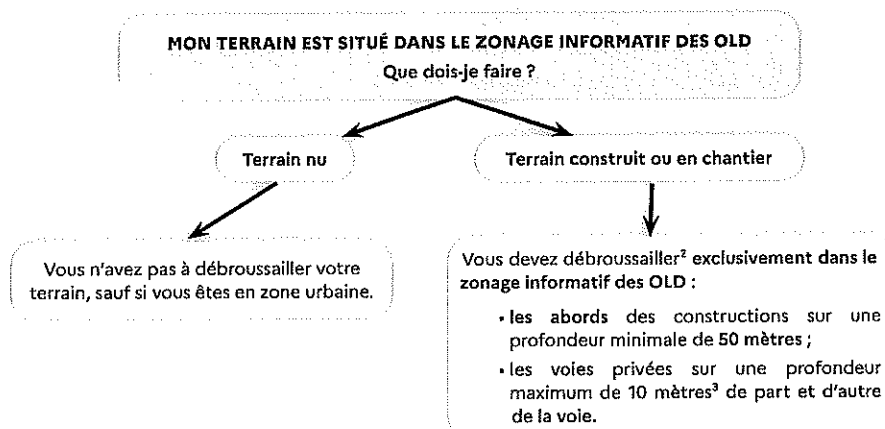 MON TERRAIN EST SITUÉ DANS LE ZONAGE INFORMATIF DES OLD
Que dois-je faire ?
Terrain nu
Terrain construit ou en chantier
Vous n'avez pas à débroussailler votre
terrain, sauf si vous êtes en zone urbaine.
Vous devez débroussailler² exclusivement dans le
zonage informatif des OLD :
• les abords des constructions sur une
profondeur minimale de 50 mètres ;
• les voies privées sur une profondeur
maximum de 10 mètres³ de part et d'autre
de la voie.